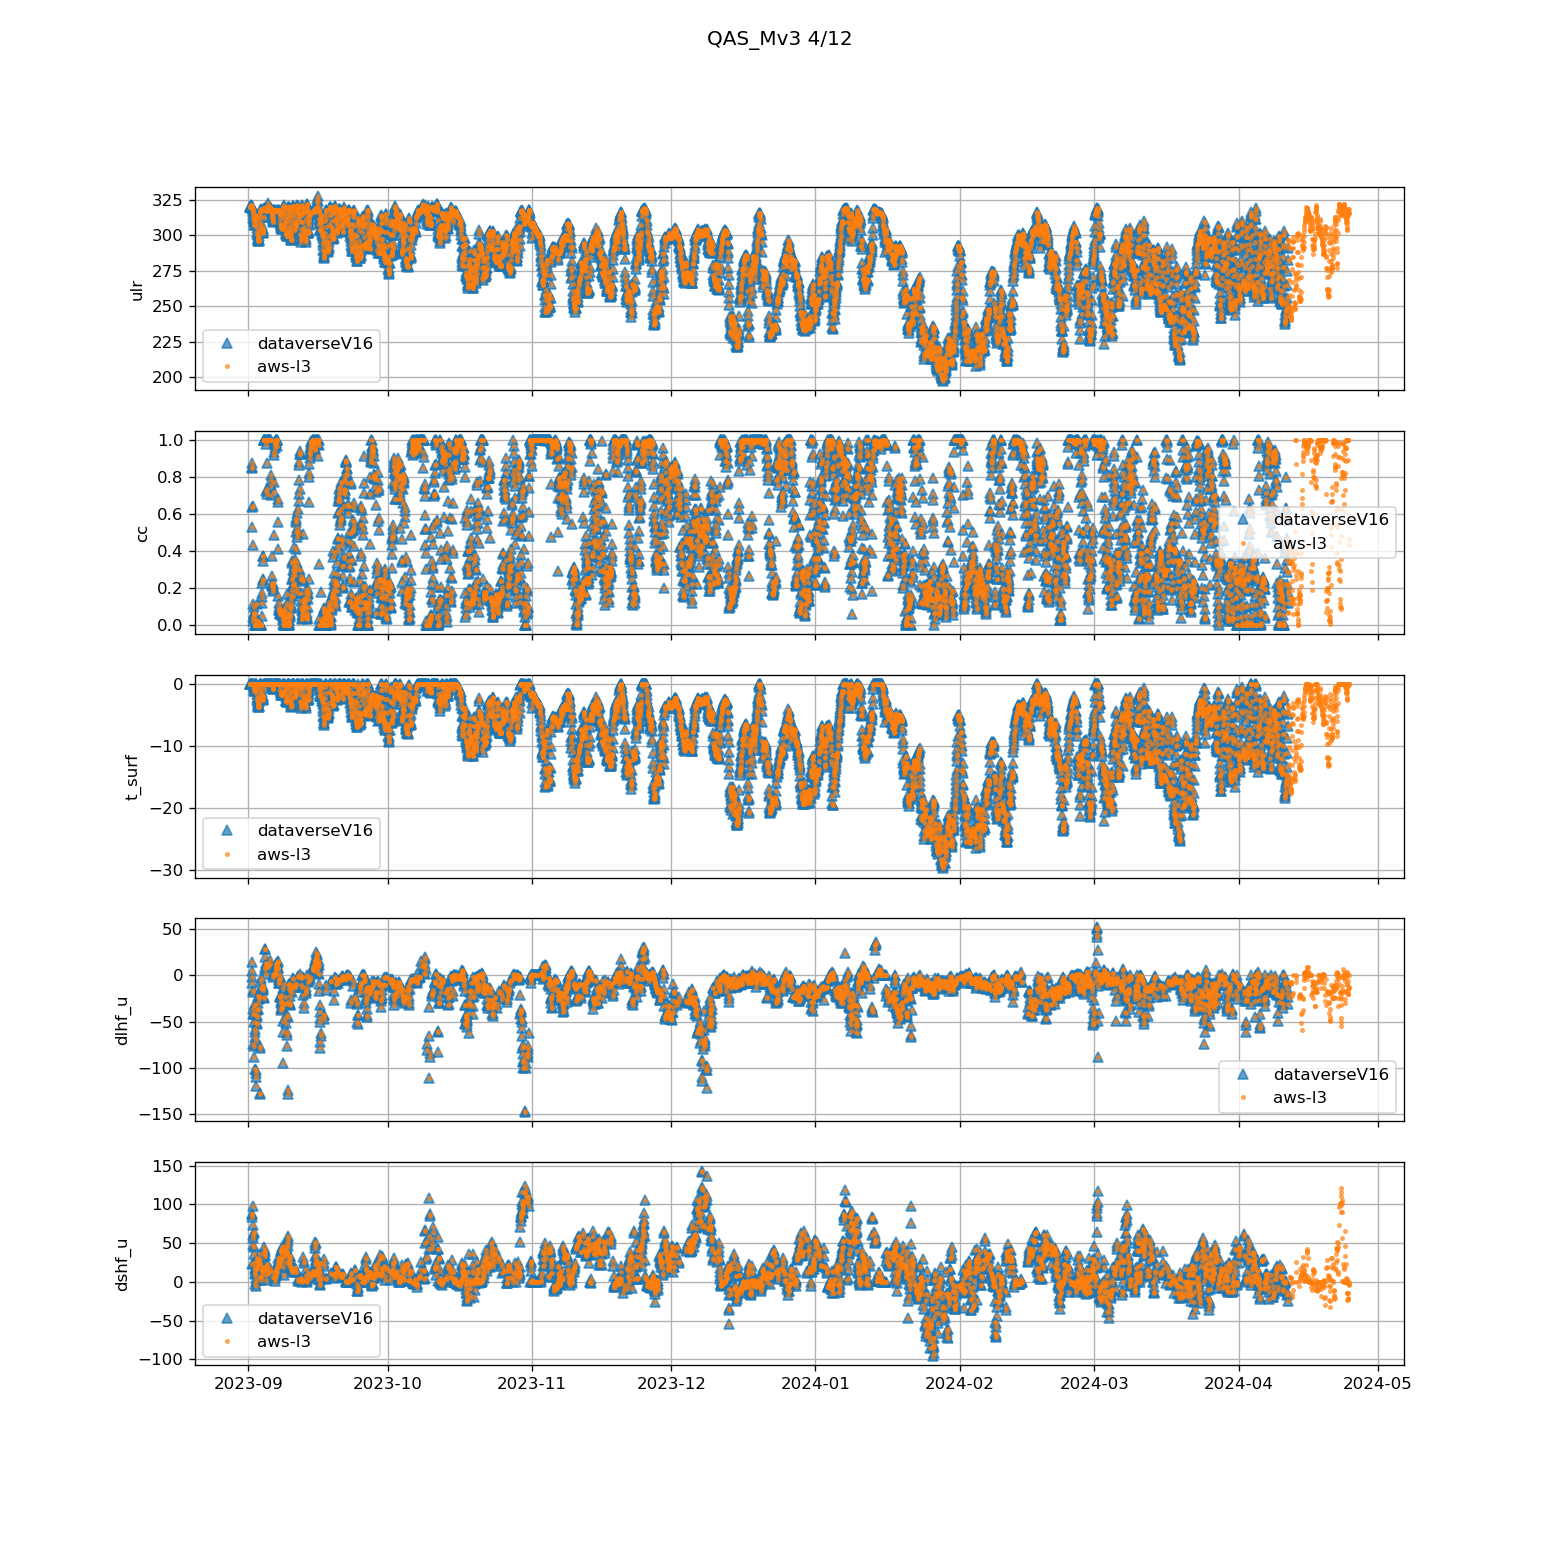 QAS_Mv3 4/12
325
300
275
250
225
200
ulr
dataverseV16
aws-l3
1.0
0.8
0.6
0.4
0.2
0.0
cc
dataverseV16
aws-l3
0
−10
−20
−30
t_surf
dataverseV16
aws-l3
50
0
−50
−100
−150
dlhf_u
dataverseV16
aws-l3
150
100
50
0
−50
−100
dshf_u
dataverseV16
aws-l3
2023-09 2023-10 2023-11 2023-12 2024-01 2024-02 2024-03 2024-04 2024-05